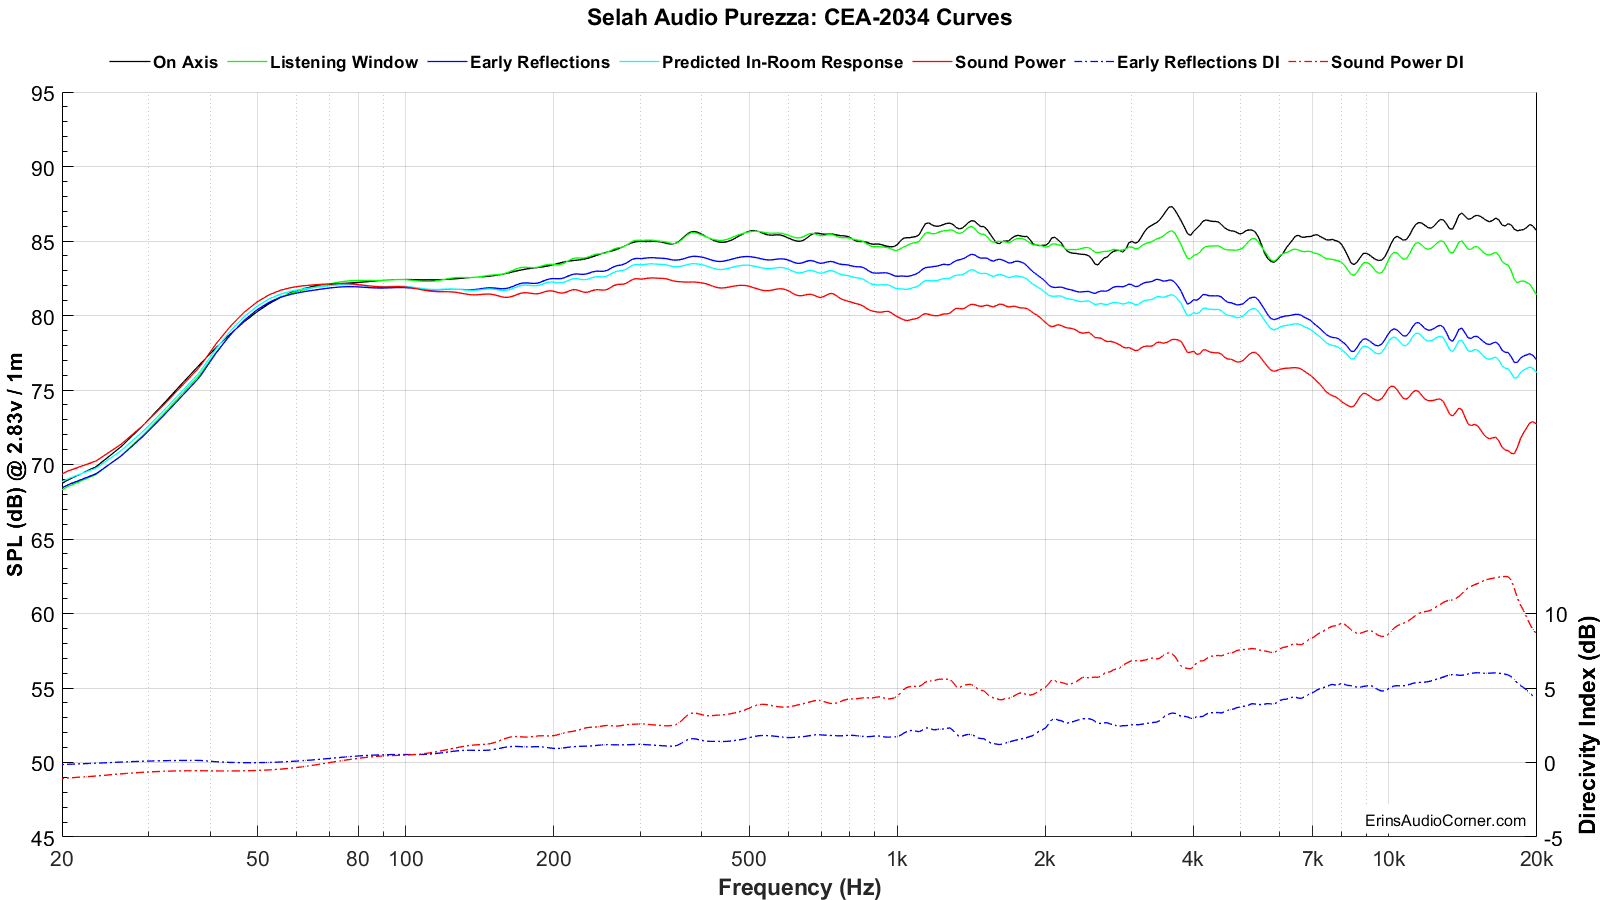 Selah Audio Purezza: CEA-2034 Curves
On Axis Listening Window Early Reflections Predicted In-Room Response Sound Power Early Reflections DI Sound Power DI
95
90
85
80
75
70
65
60
55
50
45
SPL (dB) @ 2.83v / 1m
10
5
0
-5
Direcivity Index (dB)
ErinsAudioCorner.com
20 50 80 100 200 500 1k 2k 4k 7k 10k 20k
Frequency (Hz)